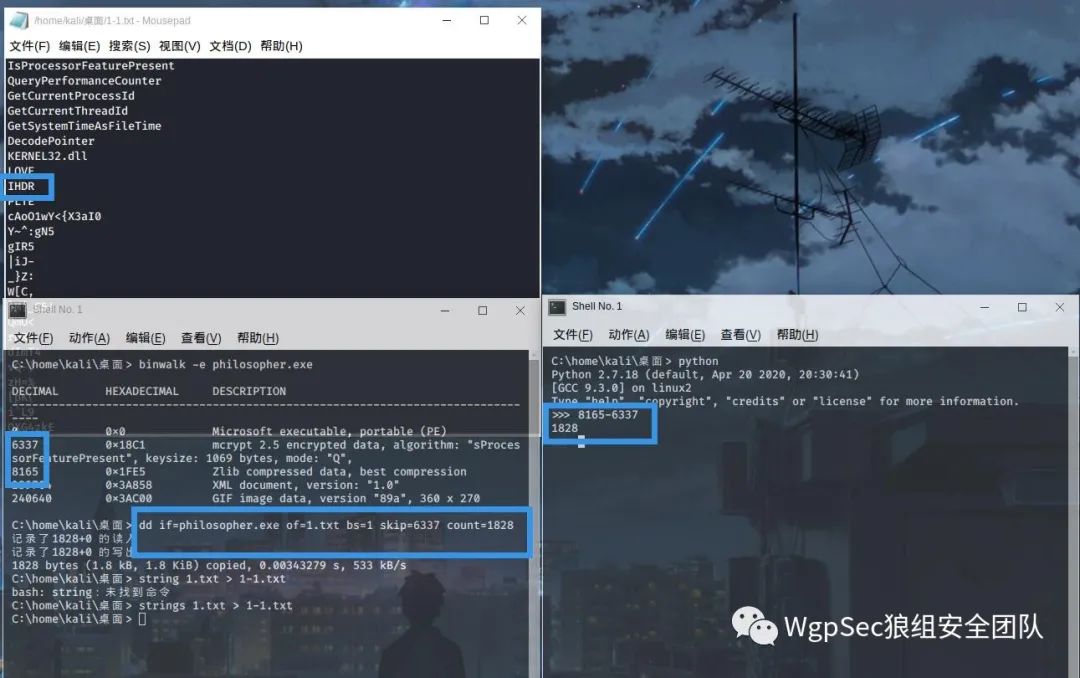 /home/kali/桌面/1-1.txt - Mousepad
文件(F) 编辑(E) 搜索(S) 视图(V) 文档(D) 帮助(H)
IsProcessorFeaturePresent
QueryPerformanceCounter
GetCurrentProcessId
GetCurrentThreadId
GetSystemTimeAsFileTime
DecodePointer
KERNEL32.dll
LOVE
IHDR
PLTE
cAoO1wY<{X3aI0
Y~^:gN5
gIR5
|iJ-
_}Z:
W[C,
Shell No. 1
文件(F) 动作(A) 编辑(E) 查看(V) 帮助(H)
C:\home\kali\桌面> binwalk -e philosopher.exe
DECIMAL HEXADECIMAL DESCRIPTION
--------------------------------------------------------------------------------
0 0x0 Microsoft executable, portable (PE)
6337 0x18C1 mcrypt 2.5 encrypted data, algorithm: "sProces
sorFeaturePresent", keysize: 1069 bytes, mode: "Q",
8165 0x1FE5 Zlib compressed data, best compression
0x3A858 XML document, version: "1.0"
240640 0x3AC00 GIF image data, version "89a", 360 x 270
C:\home\kali\桌面> dd if=philosopher.exe of=1.txt bs=1 skip=6337 count=1828
记录了1828+0 的读入
记录了1828+0 的写出
1828 bytes (1.8 kB, 1.8 KiB) copied, 0.00343279 s, 533 kB/s
C:\home\kali\桌面> string 1.txt > 1-1.txt
bash: string：未找到命令
C:\home\kali\桌面> strings 1.txt > 1-1.txt
C:\home\kali\桌面>
Shell No. 1
文件(F) 动作(A) 编辑(E) 查看(V) 帮助(H)
C:\home\kali\桌面> python
Python 2.7.18 (default, Apr 20 2020, 20:30:41)
[GCC 9.3.0] on linux2
Type "help", "copyright", "credits" or "license" for more information.
>>> 8165-6337
1828
WgpSec狼组安全团队